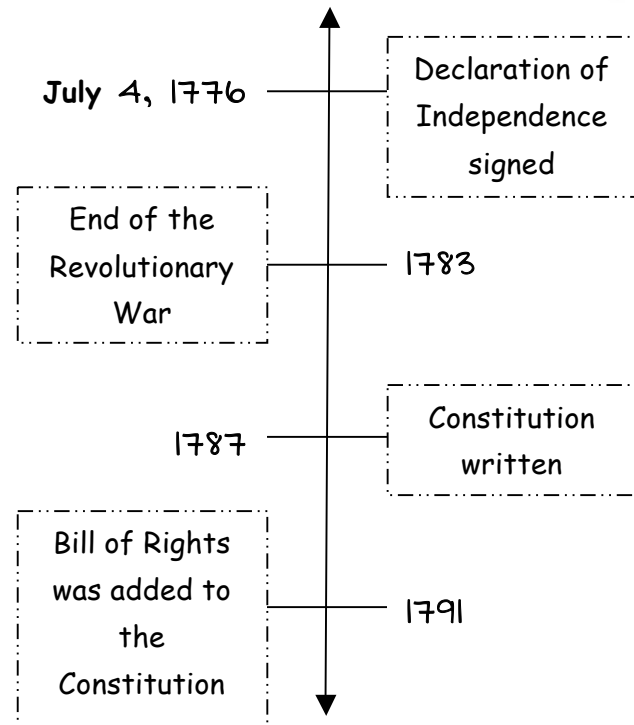 July 4, 1776
Declaration of
Independence
signed
End of the
Revolutionary
War
1783
1787
Constitution
written
Bill of Rights
was added to
the
Constitution
1791